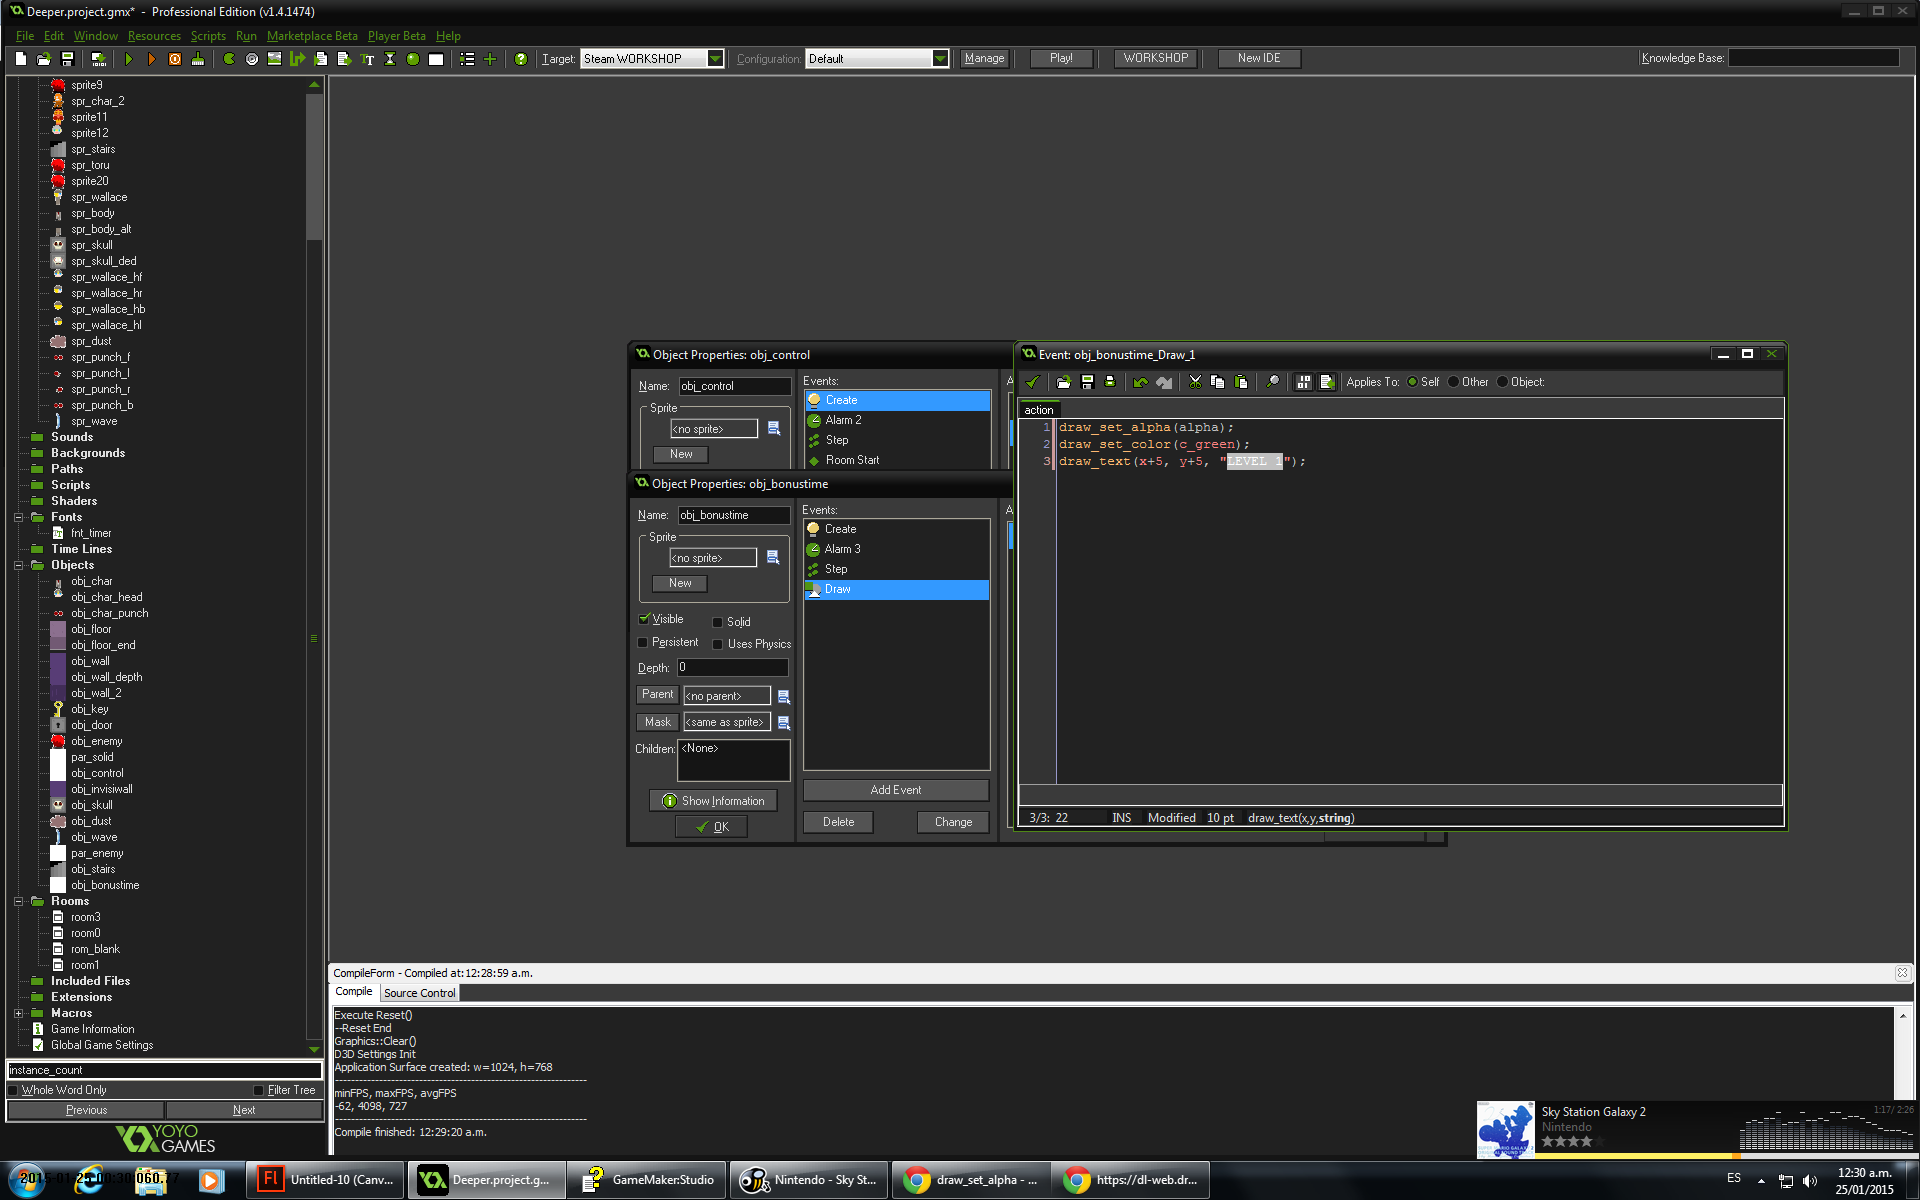 Deeper.project.gmx* - Professional Edition (v1.4.1474)
File Edit Window Resources Scripts Run Marketplace Beta Player Beta Help
Target: Steam WORKSHOP Configuration: Default Manage Play! WORKSHOP New IDE Knowledge Base:
sprite9
spr_char_2
sprite11
sprite12
spr_stairs
spr_toru
sprite20
spr_wallace
spr_body
spr_body_alt
spr_skull
spr_skull_ded
spr_wallace_hf
spr_wallace_hr
spr_wallace_hb
spr_wallace_hl
spr_dust
spr_punch_f
spr_punch_l
spr_punch_r
spr_punch_b
spr_wave
Sounds
Backgrounds
Paths
Scripts
Shaders
Fonts
fnt_timer
Time Lines
Objects
obj_char
obj_char_head
obj_char_punch
obj_floor
obj_floor_end
obj_wall
obj_wall_depth
obj_wall_2
obj_key
obj_door
obj_enemy
par_solid
obj_control
obj_invisiwall
obj_skull
obj_dust
obj_wave
par_enemy
obj_stairs
obj_bonustime
Rooms
room3
room0
rom_blank
room1
Included Files
Extensions
Macros
Game Information
Global Game Settings
instance_count
Whole Word Only Filter Tree
Previous Next
YOYO
GAMES
Object Properties: obj_control
Name: obj_control
Sprite
<no sprite>
New
Events:
Create
Alarm 2
Step
Room Start
A
Object Properties: obj_bonustime
Name: obj_bonustime
Sprite
<no sprite>
New
Visible Solid
Persistent Uses Physics
Depth: 0
Parent <no parent>
Mask <same as sprite>
Children: <None>
Show Information
OK
Events:
Create
Alarm 3
Step
Draw
Add Event
Delete Change
A
Event: obj_bonustime_Draw_1
Applies To: Self Other Object:
action
1 draw_set_alpha(alpha);
2 draw_set_color(c_green);
3 draw_text(x+5, y+5, "LEVEL 1");
3/3: 22 INS Modified 10 pt draw_text(x,y,string)
CompileForm - Compiled at:12:28:59 a.m.
Compile Source Control
Execute Reset()
--Reset End
Graphics::Clear()
D3D Settings Init
Application Surface created: w=1024, h=768
minFPS, maxFPS, avgFPS
-62, 4098, 727
Compile finished: 12:29:20 a.m.
Sky Station Galaxy 2
Nintendo
1:17/ 2:26
Fl Untitled-10 (Canv...
Deeper.project.g...
GameMaker:Studio
Nintendo - Sky St...
draw_set_alpha - ...
https://dl-web.dr...
ES
12:30 a.m.
25/01/2015